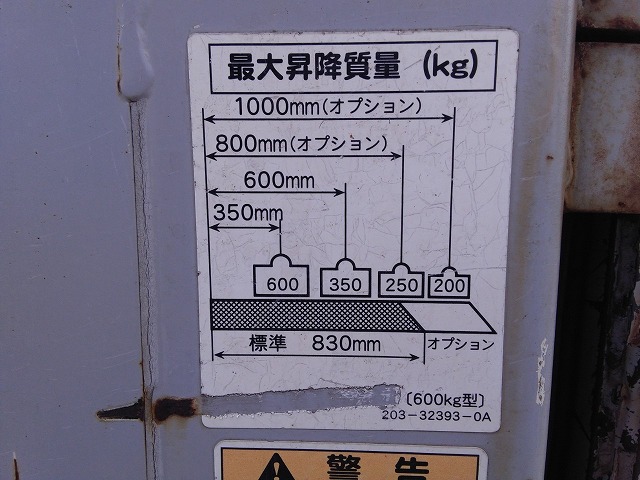 最大昇降質量 (kg)
1000mm(オプション)
800mm(オプション)
600mm
350mm
600 350 250 200
標準 830mm オプション
〔600kg型〕
203-32393-0A
警告